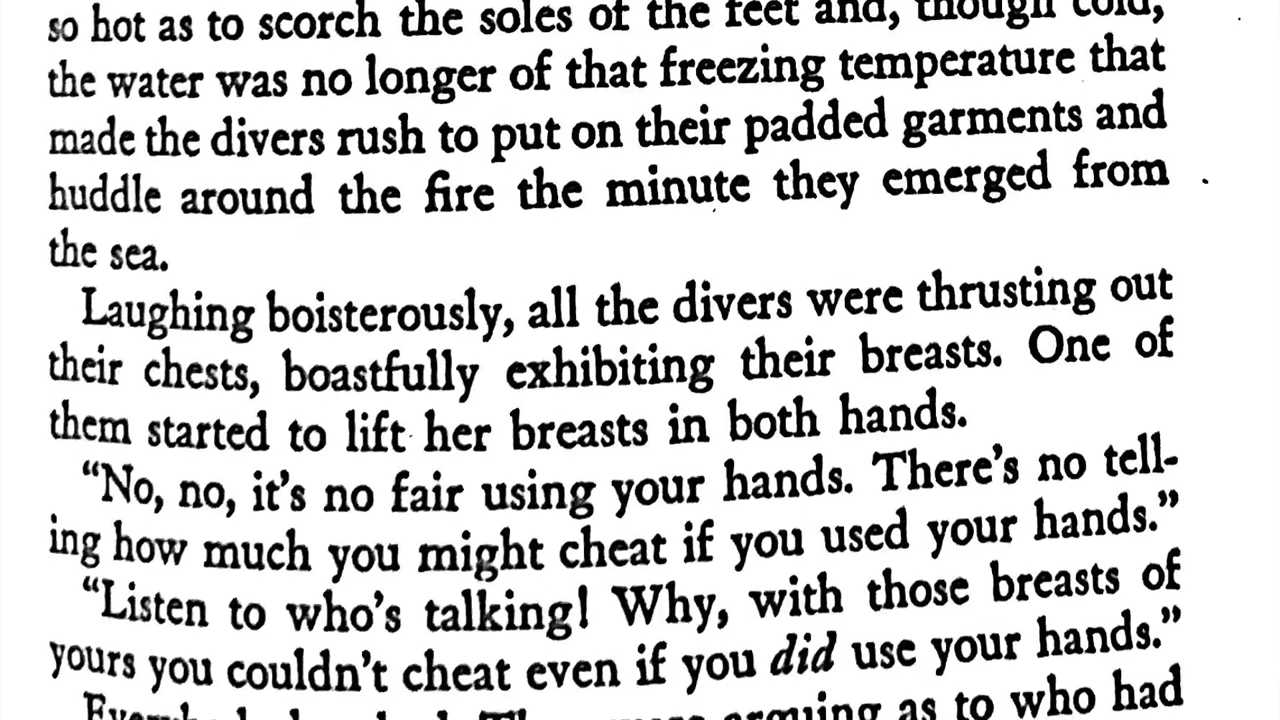 so hot as to scorch the soles of the feet and, though cold,
the water was no longer of that freezing temperature that
made the divers rush to put on their padded garments and
huddle around the fire the minute they emerged from
the sea.
Laughing boisterously, all the divers were thrusting out
their chests, boastfully exhibiting their breasts. One of
them started to lift her breasts in both hands.
“No, no, it’s no fair using your hands. There’s no tell-
ing how much you might cheat if you used your hands.”
“Listen to who’s talking! Why, with those breasts of
yours you couldn’t cheat even if you did use your hands.”
arguing as to who had